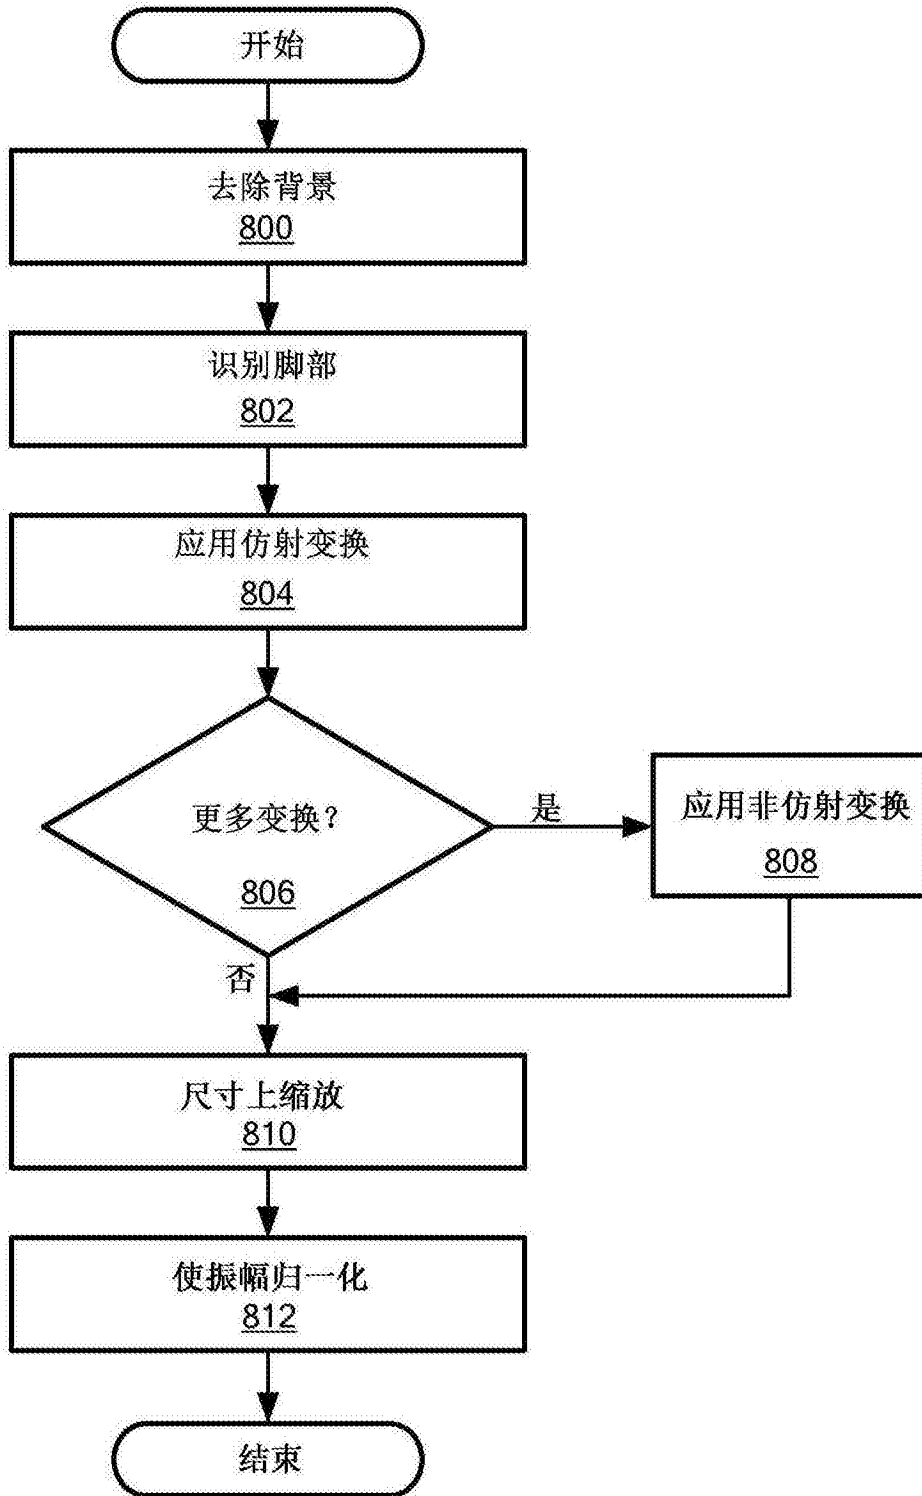 开始
去除背景
800
识别脚部
802
应用仿射变换
804
更多变换？
806
是
应用非仿射变换
808
否
尺寸上缩放
810
使振幅归一化
812
结束